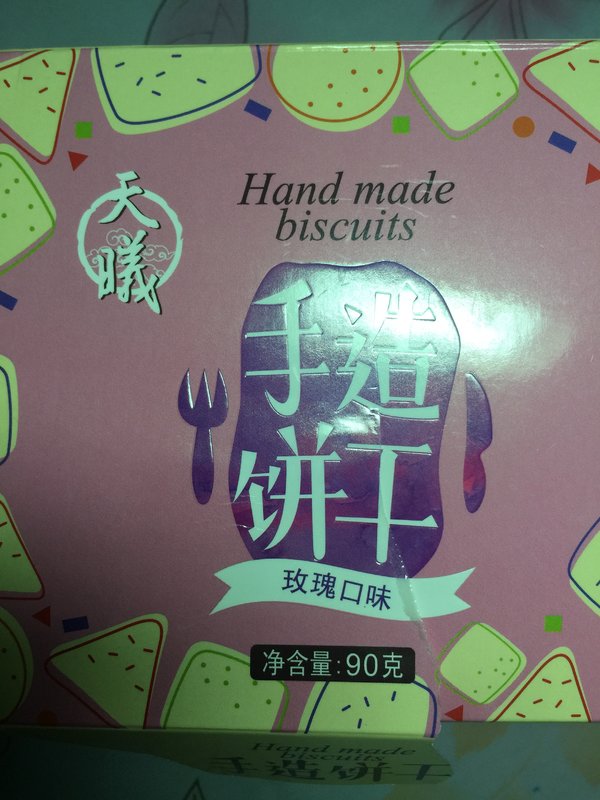 天曦
Hand made
biscuits
手造
饼干
玫瑰口味
净含量:90克
Hand made
biscuits
手造饼干